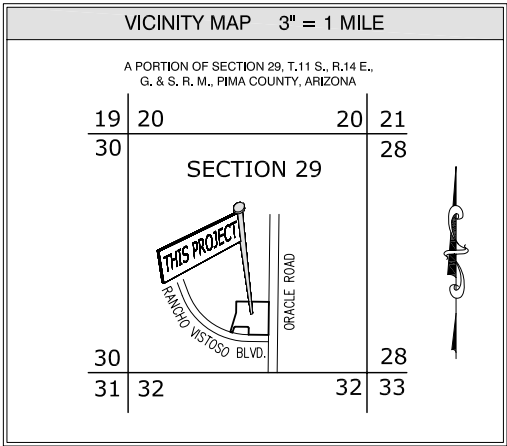 VICINITY MAP 3" = 1 MILE
A PORTION OF SECTION 29, T.11 S., R.14 E.,
G. & S. R. M., PIMA COUNTY, ARIZONA
19 20 20 21
30 28
SECTION 29
THIS PROJECT
ORACLE ROAD
RANCHO VISTOSO BLVD.
30 28
31 32 32 33